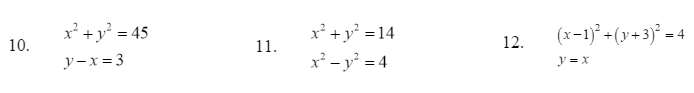 10. x² + y² = 45
y − x = 3
11. x² + y² = 14
x² − y² = 4
12. (x − 1)² + (y + 3)² = 4
y = x